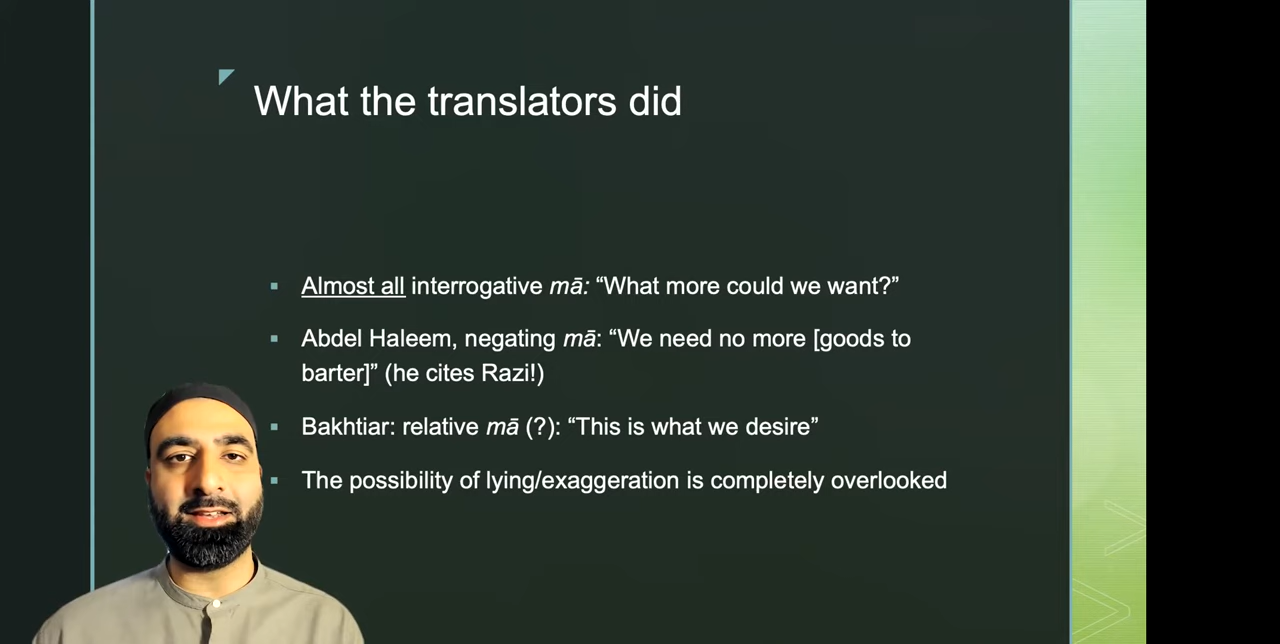 What the translators did
Almost all interrogative mā: “What more could we want?”
Abdel Haleem, negating mā: “We need no more [goods to
barter]” (he cites Razi!)
Bakhtiar: relative mā (?): “This is what we desire”
The possibility of lying/exaggeration is completely overlooked